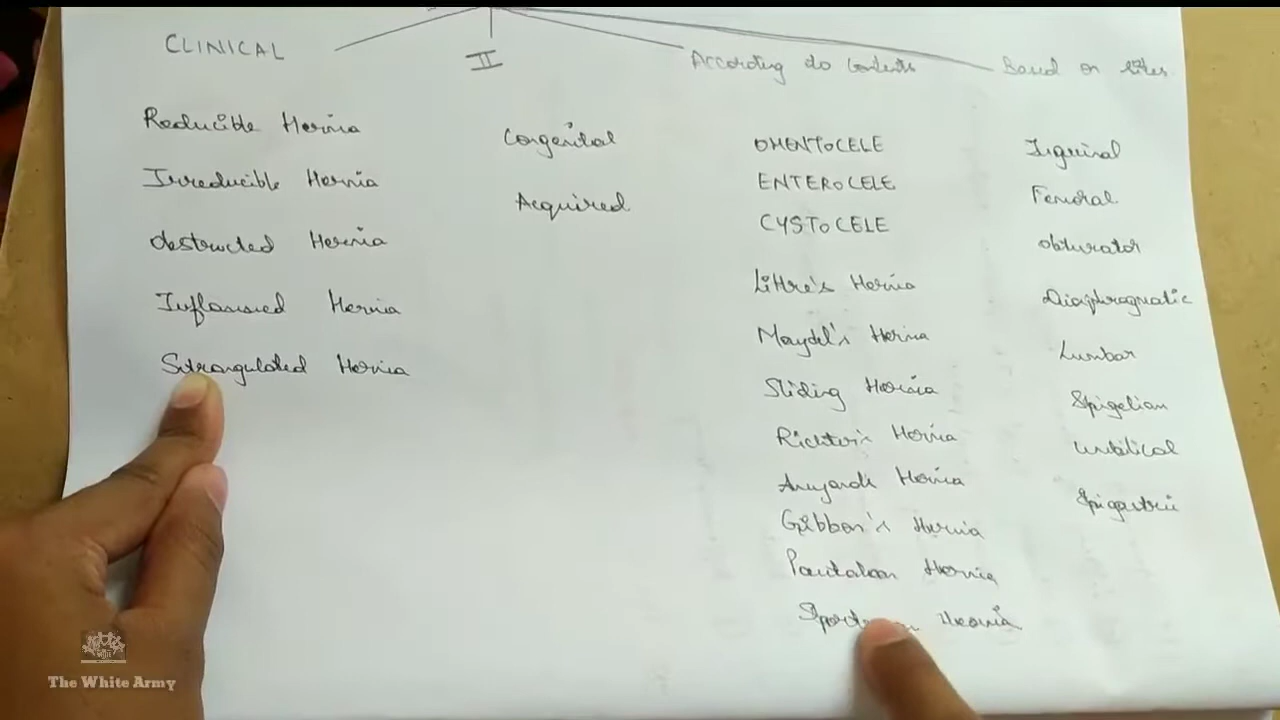 CLINICAL
Reducible Hernia
Irreducible Hernia
Obstructed Hernia
Inflamed Hernia
Strangulated Hernia
II
Congenital
Acquired
According to Contents
OMENTOCELE
ENTEROCELE
CYSTOCELE
Littre's Hernia
Maydl's Hernia
Sliding Hernia
Richter's Hernia
Amyands Hernia
Gibbon's Hernia
Pantaloon Hernia
Hernia
Based on sites
Inguinal
Femoral
Obturator
Diaphragmatic
Lumbar
Spigelian
Umbilical
Epigastric
The White Army